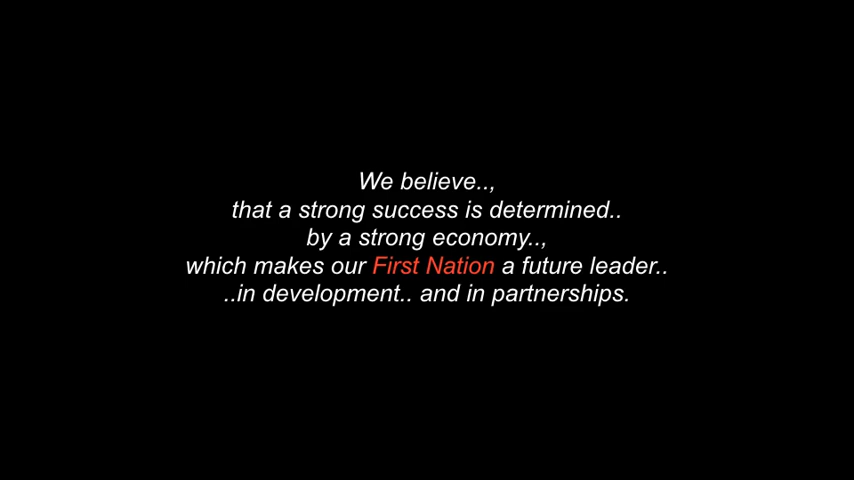 We believe..,
that a strong success is determined..
by a strong economy..,
which makes our First Nation a future leader..
..in development.. and in partnerships.